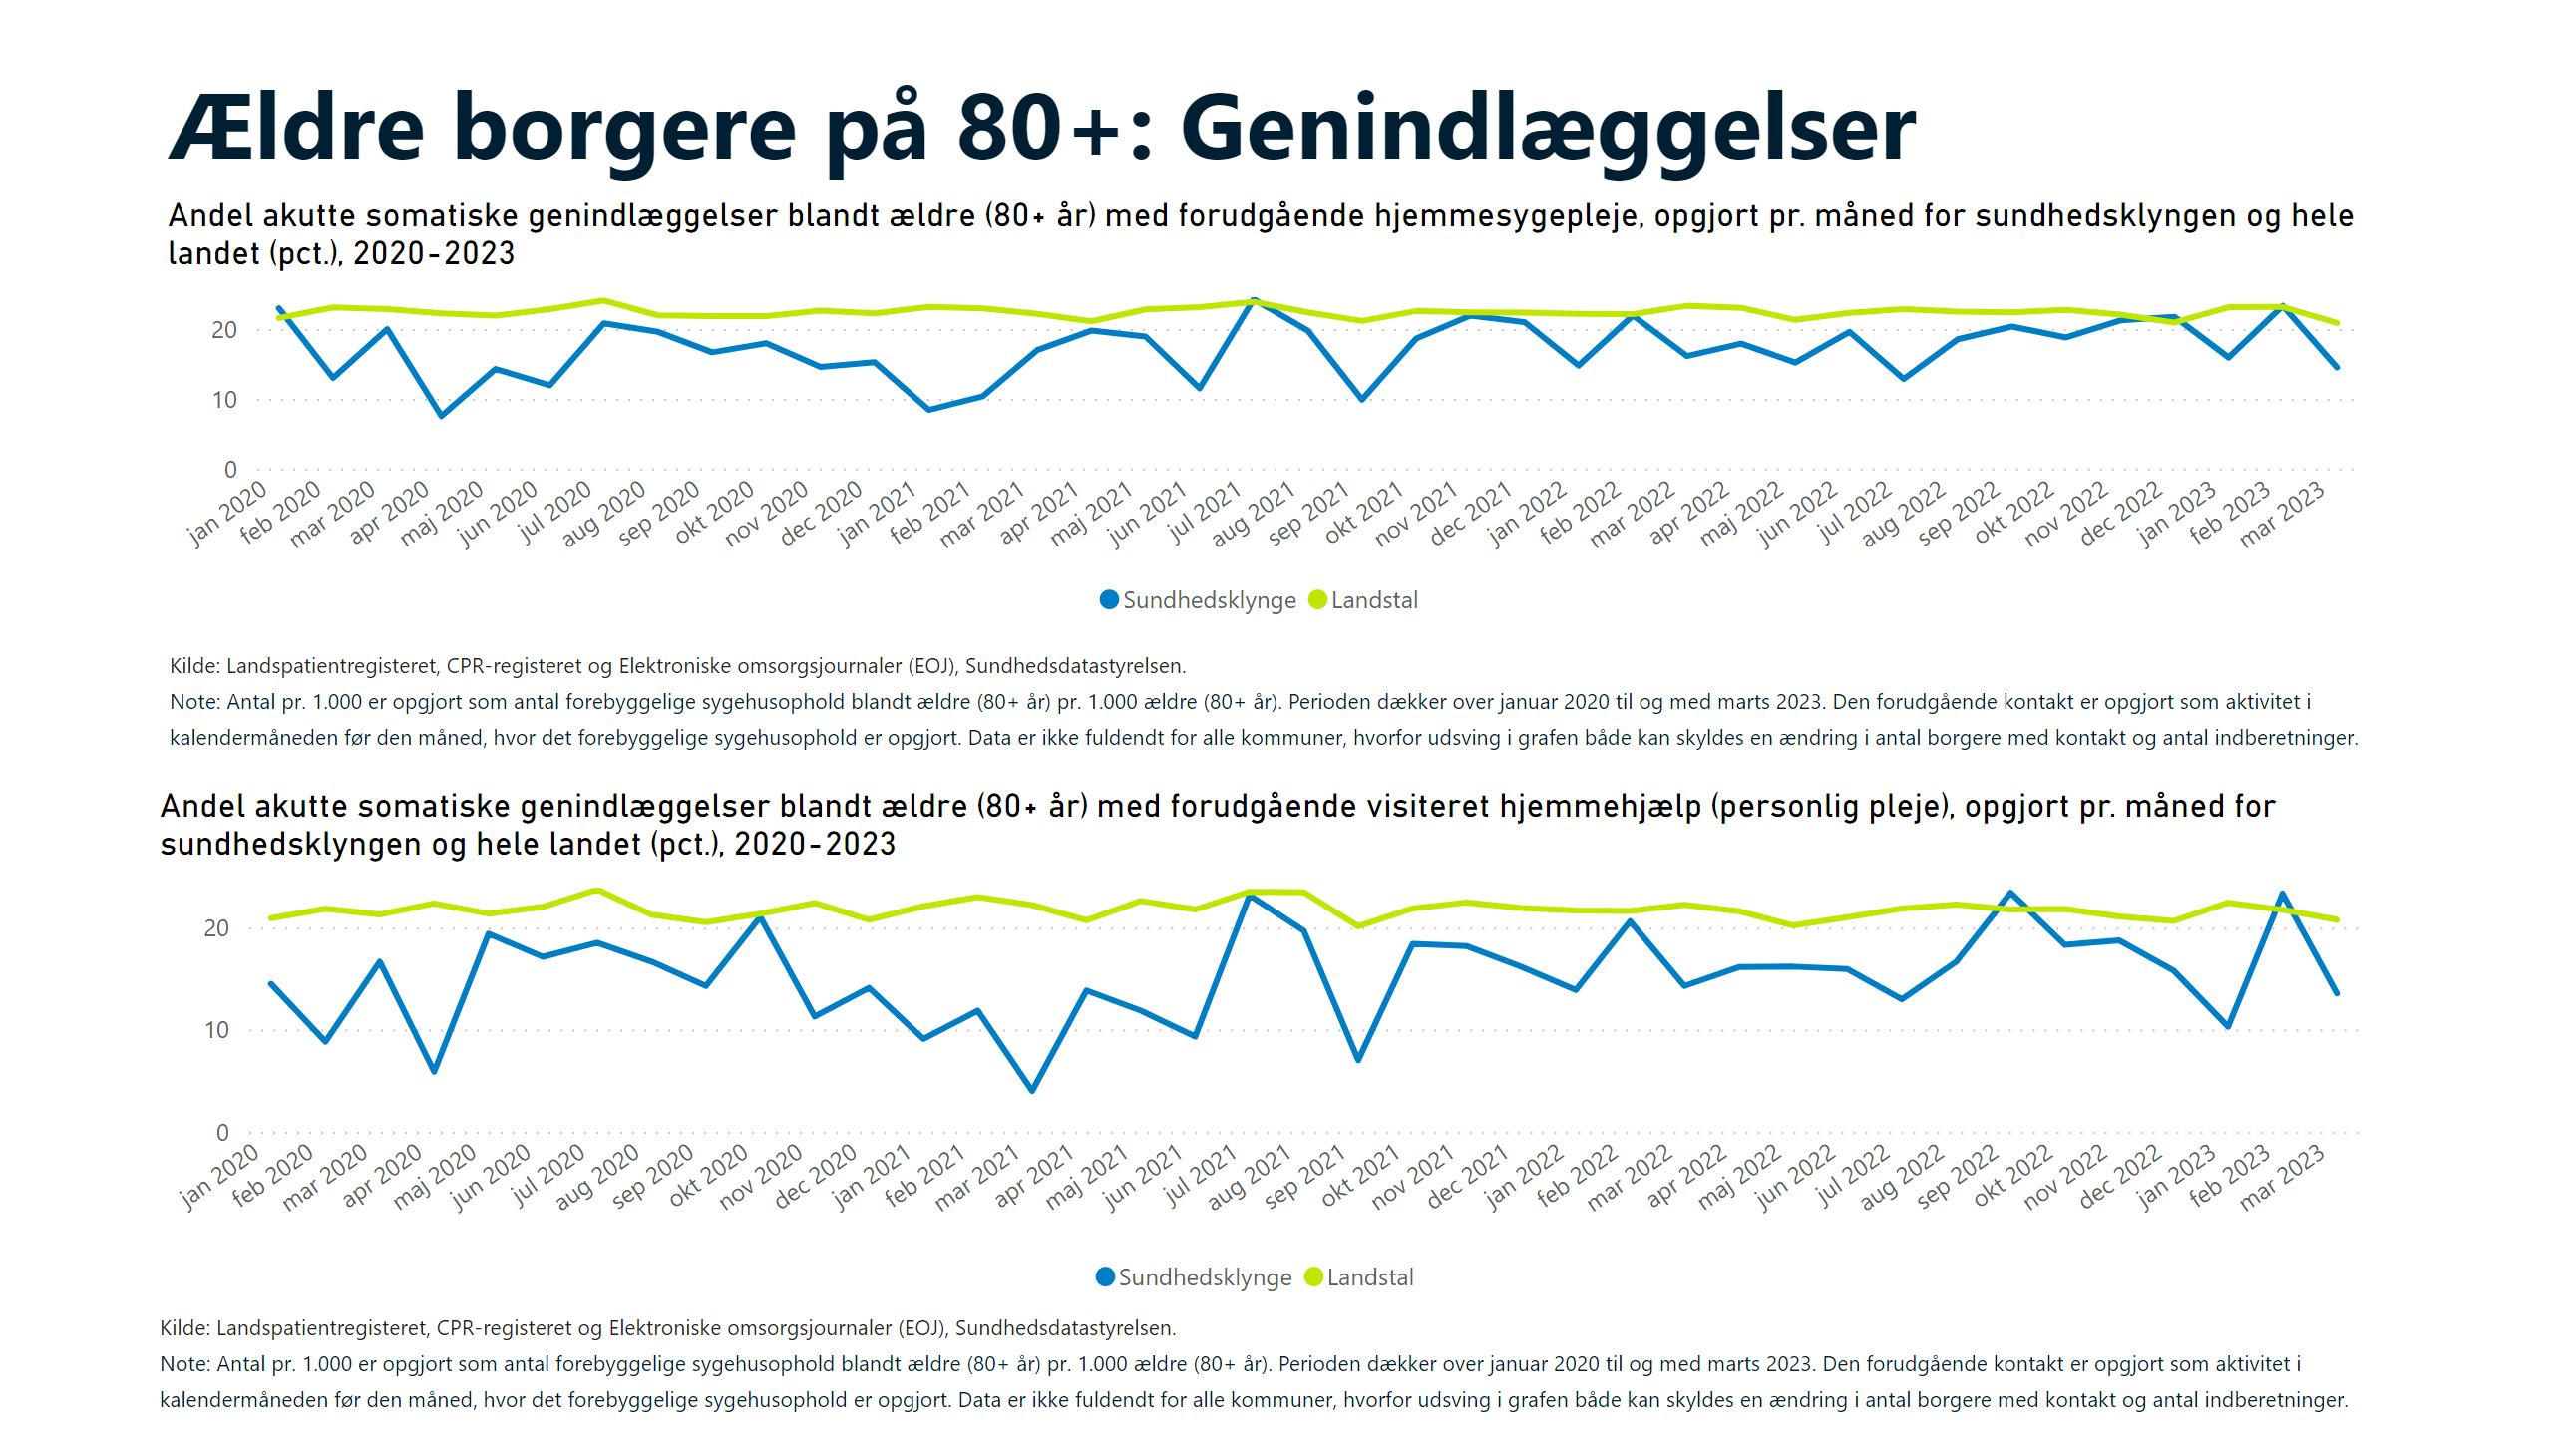 Ældre borgere på 80+: Genindlæggelser
Andel akutte somatiske genindlæggelser blandt ældre (80+ år) med forudgående hjemmesygepleje, opgjort pr. måned for sundhedsklyngen og hele
landet (pct.), 2020-2023
20
10
0
jan 2020
feb 2020
mar 2020
apr 2020
maj 2020
jun 2020
jul 2020
aug 2020
sep 2020
okt 2020
nov 2020
dec 2020
jan 2021
feb 2021
mar 2021
apr 2021
maj 2021
jun 2021
jul 2021
aug 2021
sep 2021
okt 2021
nov 2021
dec 2021
jan 2022
feb 2022
mar 2022
apr 2022
maj 2022
jun 2022
jul 2022
aug 2022
sep 2022
okt 2022
nov 2022
dec 2022
jan 2023
feb 2023
mar 2023
Sundhedsklynge Landstal
Kilde: Landspatientregisteret, CPR-registeret og Elektroniske omsorgsjournaler (EOJ), Sundhedsdatastyrelsen.
Note: Antal pr. 1.000 er opgjort som antal forebyggelige sygehusophold blandt ældre (80+ år) pr. 1.000 ældre (80+ år). Perioden dækker over januar 2020 til og med marts 2023. Den forudgående kontakt er opgjort som aktivitet i
kalendermåneden før den måned, hvor det forebyggelige sygehusophold er opgjort. Data er ikke fuldendt for alle kommuner, hvorfor udsving i grafen både kan skyldes en ændring i antal borgere med kontakt og antal indberetninger.
Andel akutte somatiske genindlæggelser blandt ældre (80+ år) med forudgående visiteret hjemmehjælp (personlig pleje), opgjort pr. måned for
sundhedsklyngen og hele landet (pct.), 2020-2023
20
10
0
jan 2020
feb 2020
mar 2020
apr 2020
maj 2020
jun 2020
jul 2020
aug 2020
sep 2020
okt 2020
nov 2020
dec 2020
jan 2021
feb 2021
mar 2021
apr 2021
maj 2021
jun 2021
jul 2021
aug 2021
sep 2021
okt 2021
nov 2021
dec 2021
jan 2022
feb 2022
mar 2022
apr 2022
maj 2022
jun 2022
jul 2022
aug 2022
sep 2022
okt 2022
nov 2022
dec 2022
jan 2023
feb 2023
mar 2023
Sundhedsklynge Landstal
Kilde: Landspatientregisteret, CPR-registeret og Elektroniske omsorgsjournaler (EOJ), Sundhedsdatastyrelsen.
Note: Antal pr. 1.000 er opgjort som antal forebyggelige sygehusophold blandt ældre (80+ år) pr. 1.000 ældre (80+ år). Perioden dækker over januar 2020 til og med marts 2023. Den forudgående kontakt er opgjort som aktivitet i
kalendermåneden før den måned, hvor det forebyggelige sygehusophold er opgjort. Data er ikke fuldendt for alle kommuner, hvorfor udsving i grafen både kan skyldes en ændring i antal borgere med kontakt og antal indberetninger.